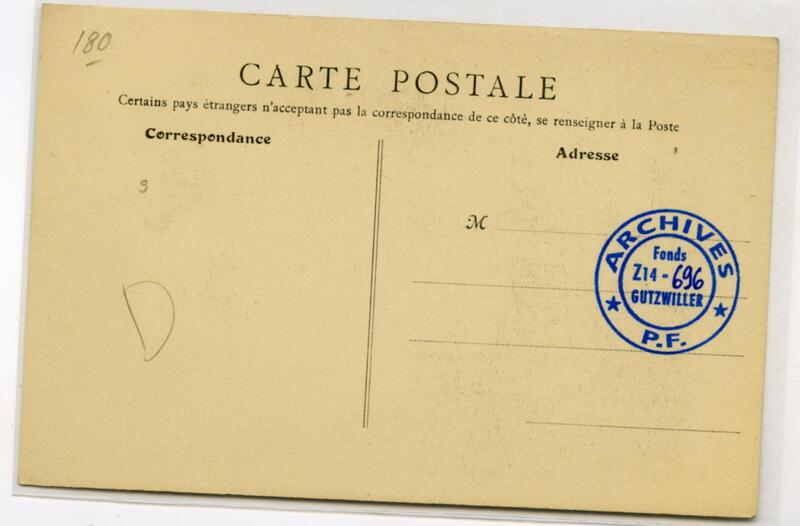 180
CARTE POSTALE
Certains pays étrangers n'acceptant pas la correspondance de ce côté, se renseigner à la Poste
Correspondance
Adresse
9
M
ARCHIVES
Fonds
Z14 - 696
GUTZWILLER
P.F.
D